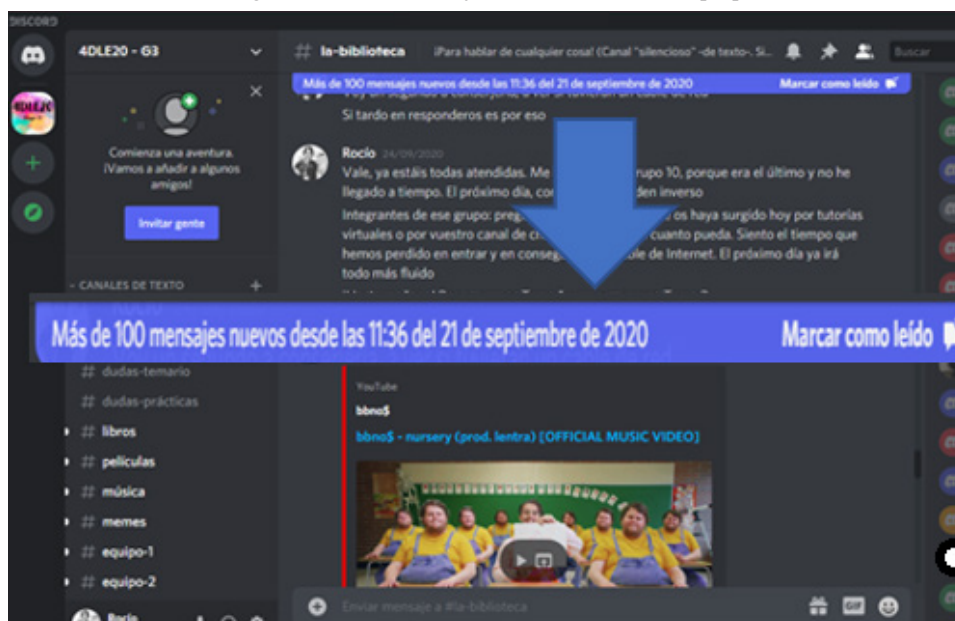 DISCORD
4DLE20 - G3
# la-biblioteca
¡Para hablar de cualquier cosa! (Canal "silencioso" -de texto-. Si...
Buscar
Más de 100 mensajes nuevos desde las 11:36 del 21 de septiembre de 2020
Marcar como leído
Si tardo en responderos es por eso
Comienza una aventura.
¡Vamos a añadir a algunos
amigos!
Invitar gente
Rocío 24/09/2020
Vale, ya estáis todas atendidas. Me rupo 10, porque era el último y no he
llegado a tiempo. El próximo día, den inverso
Integrantes de ese grupo: os haya surgido hoy por tutorías
virtuales o por vuestro canal de cuanto pueda. Siento el tiempo que
hemos perdido en entrar y en de Internet. El próximo día ya irá
todo más fluido
CANALES DE TEXTO
Más de 100 mensajes nuevos desde las 11:36 del 21 de septiembre de 2020
Marcar como leído
# dudas-temario
# dudas-prácticas
# libros
# películas
# música
# memes
# equipo-1
# equipo-2
YouTube
bbno$
bbno$ - nursery (prod. lentra) [OFFICIAL MUSIC VIDEO]
Rocío
Enviar mensaje a #la-biblioteca
GIF